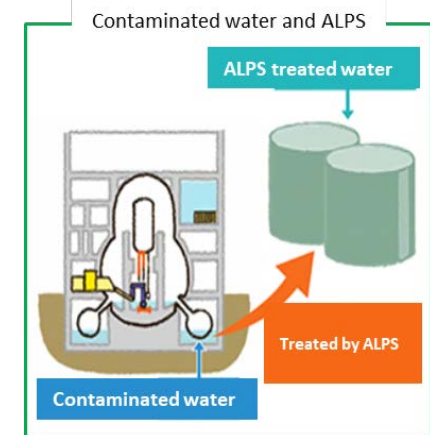 Contaminated water and ALPS
ALPS treated water
Treated by ALPS
Contaminated water